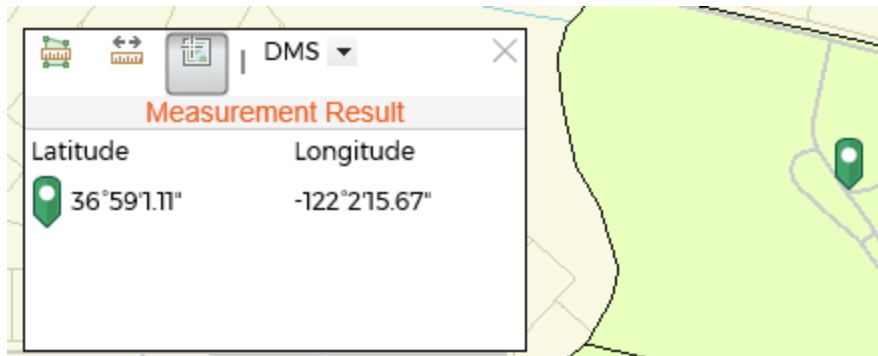 | DMS
Measurement Result
Latitude Longitude
36°59'1.11" -122°2'15.67"